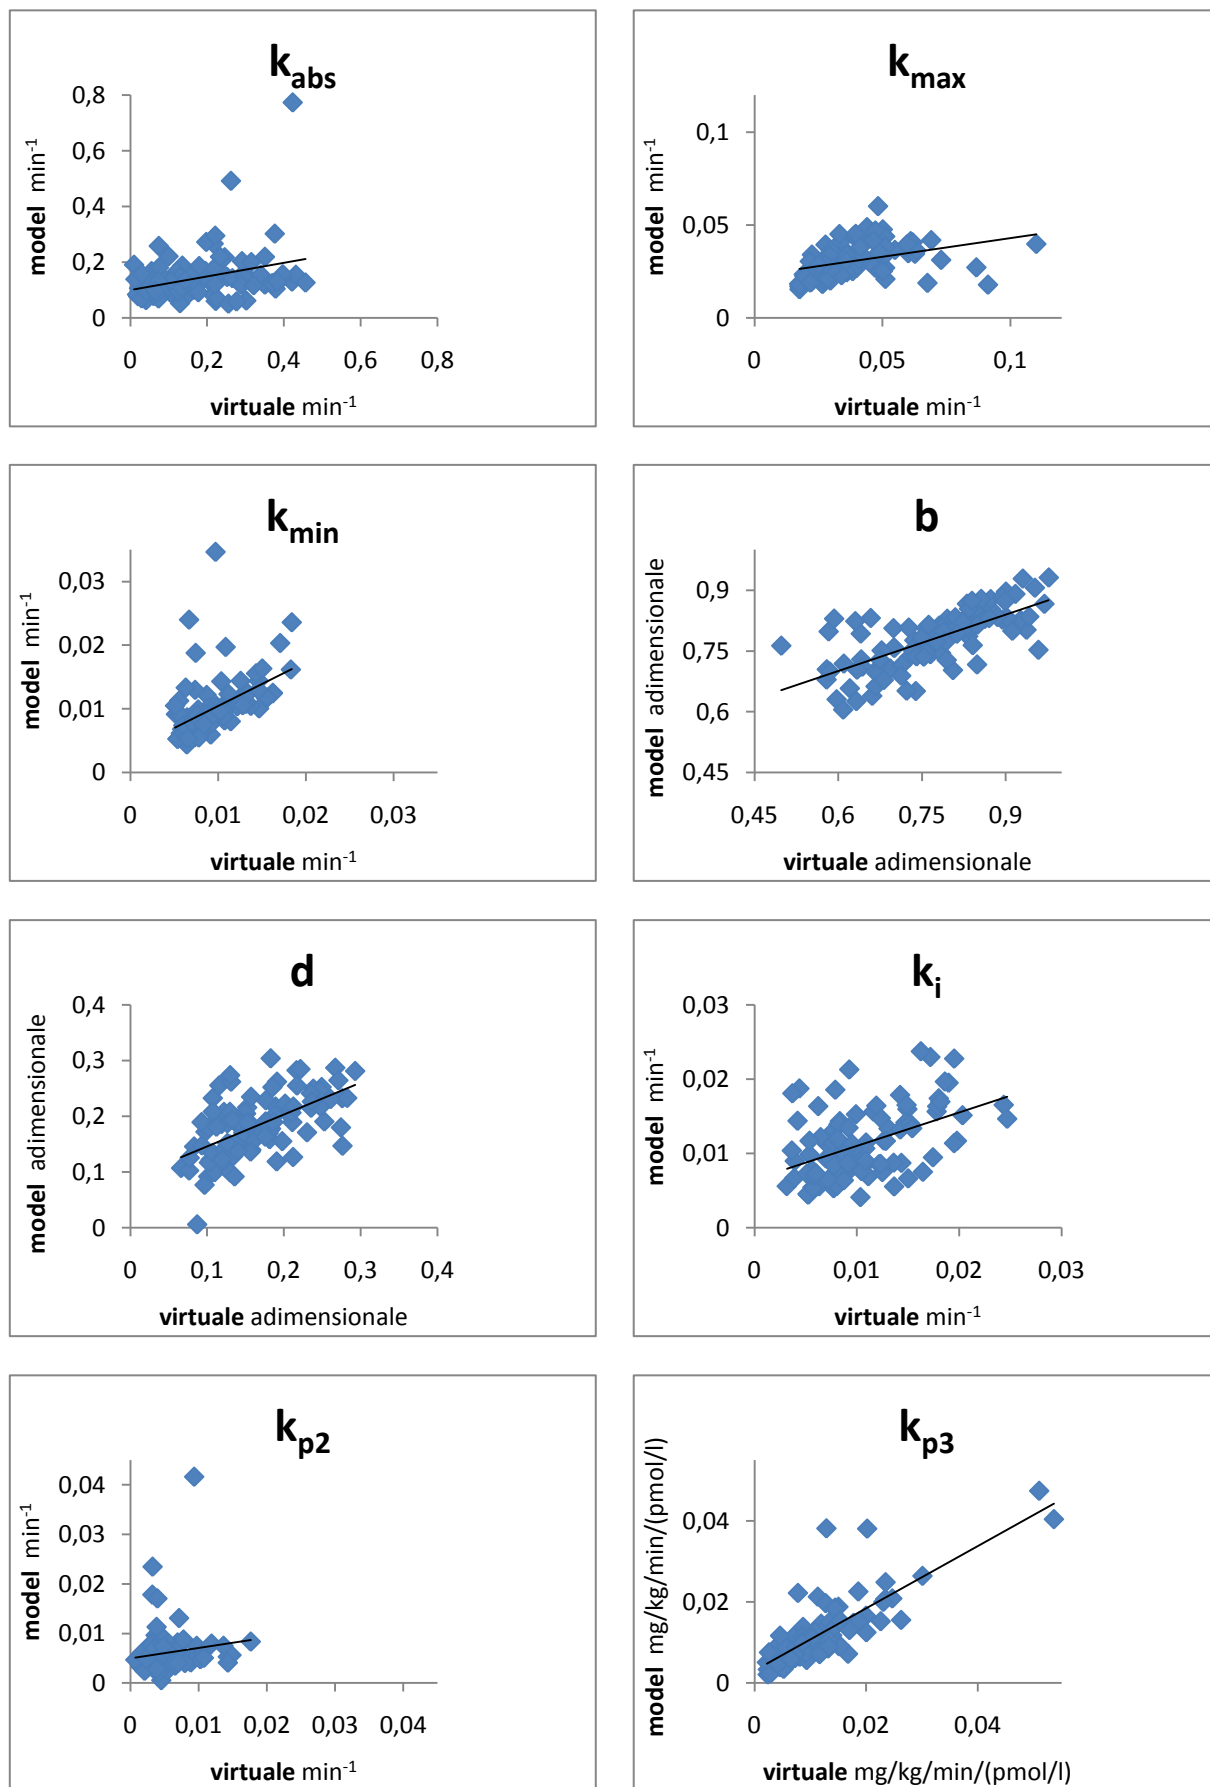 k_abs
0,8
0,6
0,4
0,2
0
model min⁻¹
0 0,2 0,4 0,6 0,8
virtuale min⁻¹
k_max
0,1
0,05
0
model min⁻¹
0 0,05 0,1
virtuale min⁻¹
k_min
0,03
0,02
0,01
0
model min⁻¹
0 0,01 0,02 0,03
virtuale min⁻¹
b
0,9
0,75
0,6
0,45
model adimensionale
0,45 0,6 0,75 0,9
virtuale adimensionale
d
0,4
0,3
0,2
0,1
0
model adimensionale
0 0,1 0,2 0,3 0,4
virtuale adimensionale
k_i
0,03
0,02
0,01
0
model min⁻¹
0 0,01 0,02 0,03
virtuale min⁻¹
k_p2
0,04
0,03
0,02
0,01
0
model min⁻¹
0 0,01 0,02 0,03 0,04
virtuale min⁻¹
k_p3
0,04
0,02
0
model mg/kg/min/(pmol/l)
0 0,02 0,04
virtuale mg/kg/min/(pmol/l)